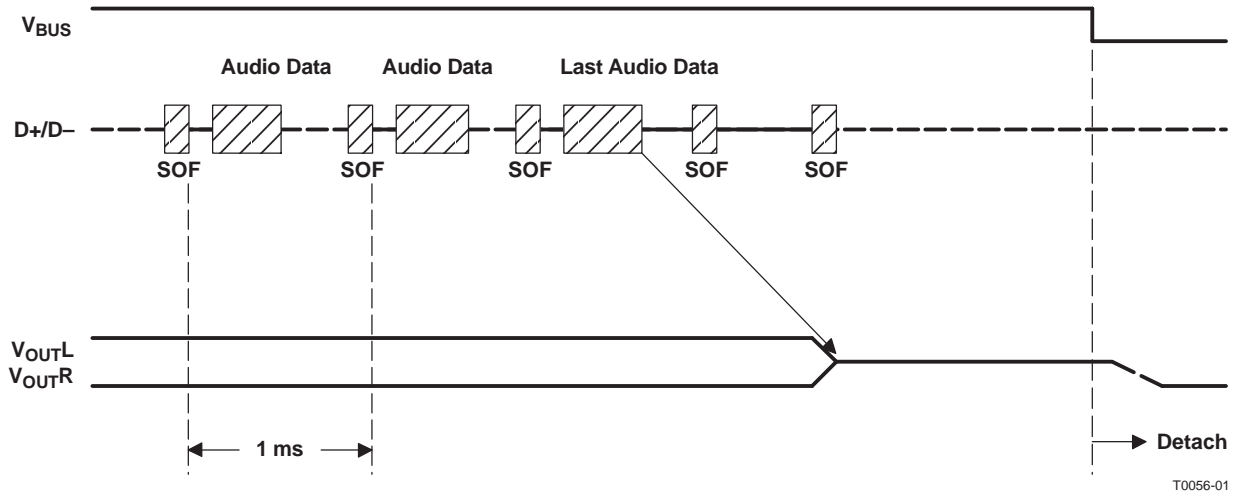 VBUS
Audio Data Audio Data Last Audio Data
D+/D–
SOF SOF SOF SOF SOF
VOUTL
VOUTR
1 ms
Detach
T0056-01